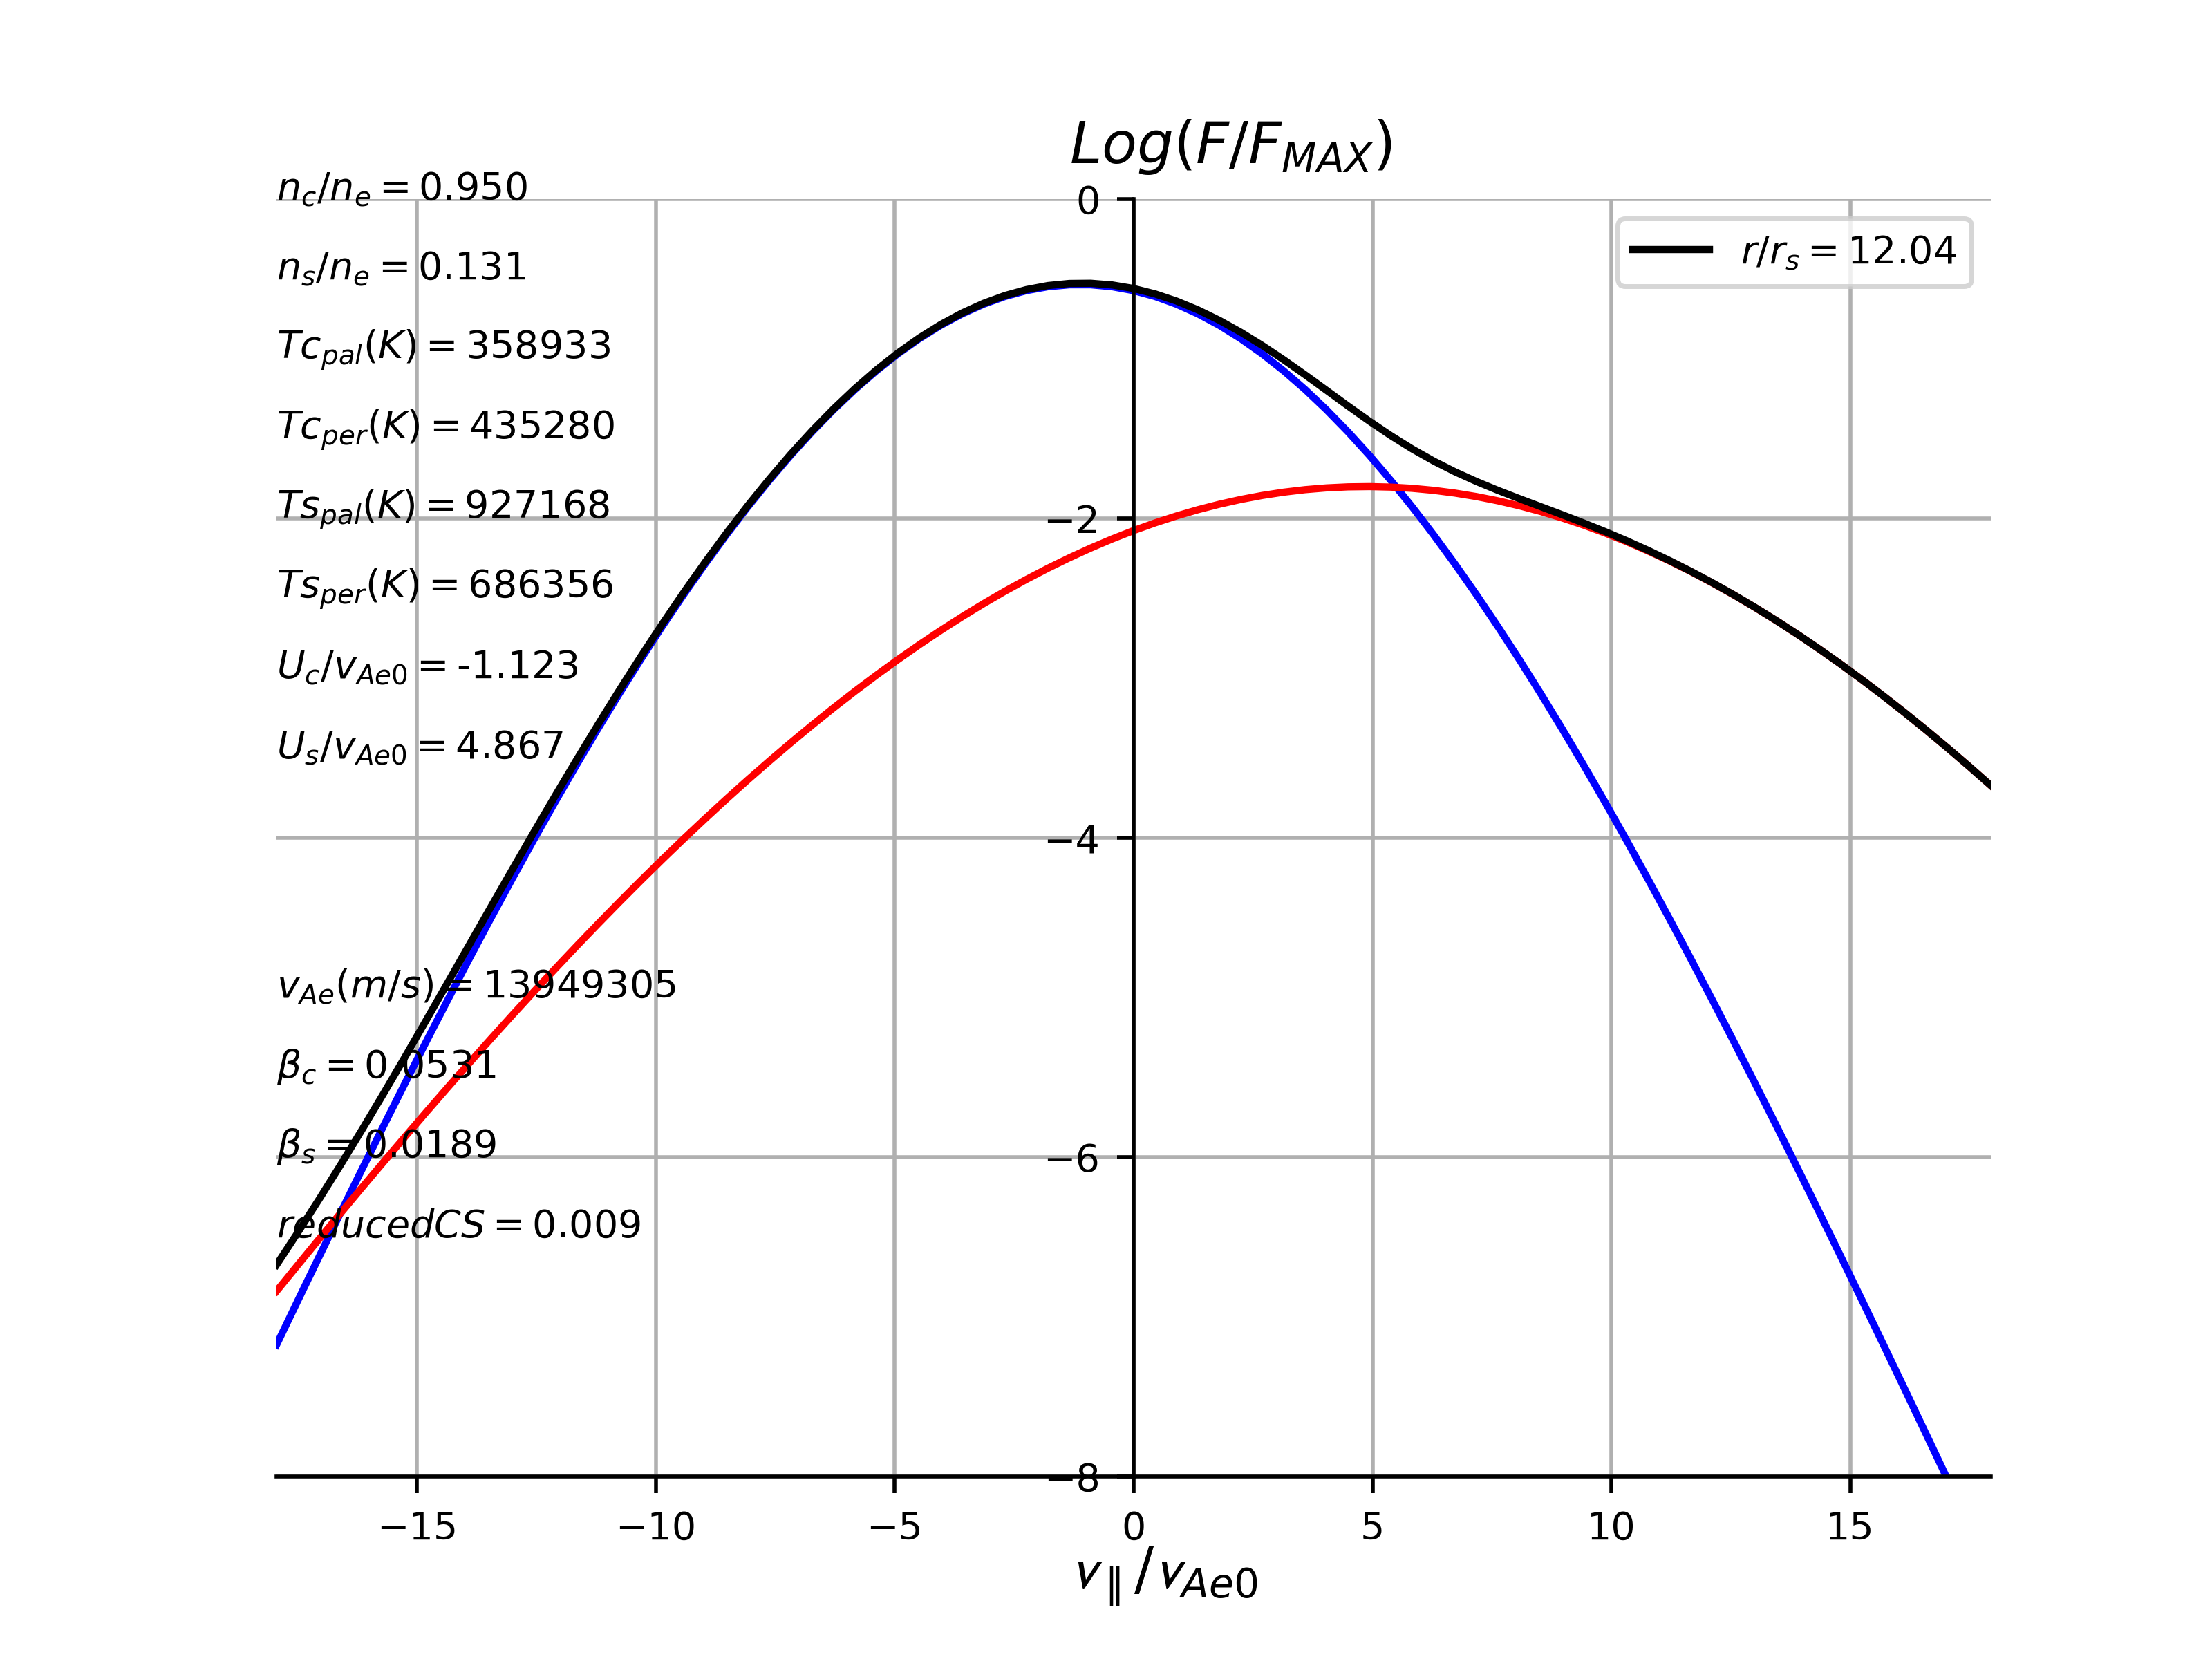 Log(F/F_MAX)
n_c/n_e = 0.950
0
n_s/n_e = 0.131
r/r_s = 12.04
Tc_pal(K) = 358933
Tc_per(K) = 435280
Ts_pal(K) = 927168
−2
Ts_per(K) = 686356
U_c/v_Ae0 = -1.123
U_s/v_Ae0 = 4.867
−4
v_Ae(m/s) = 13949305
β_c = 0.0531
β_s = 0.0189
−6
reducedCS = 0.009
−8
−15 −10 −5 0 5 10 15
v_∥/v_Ae0